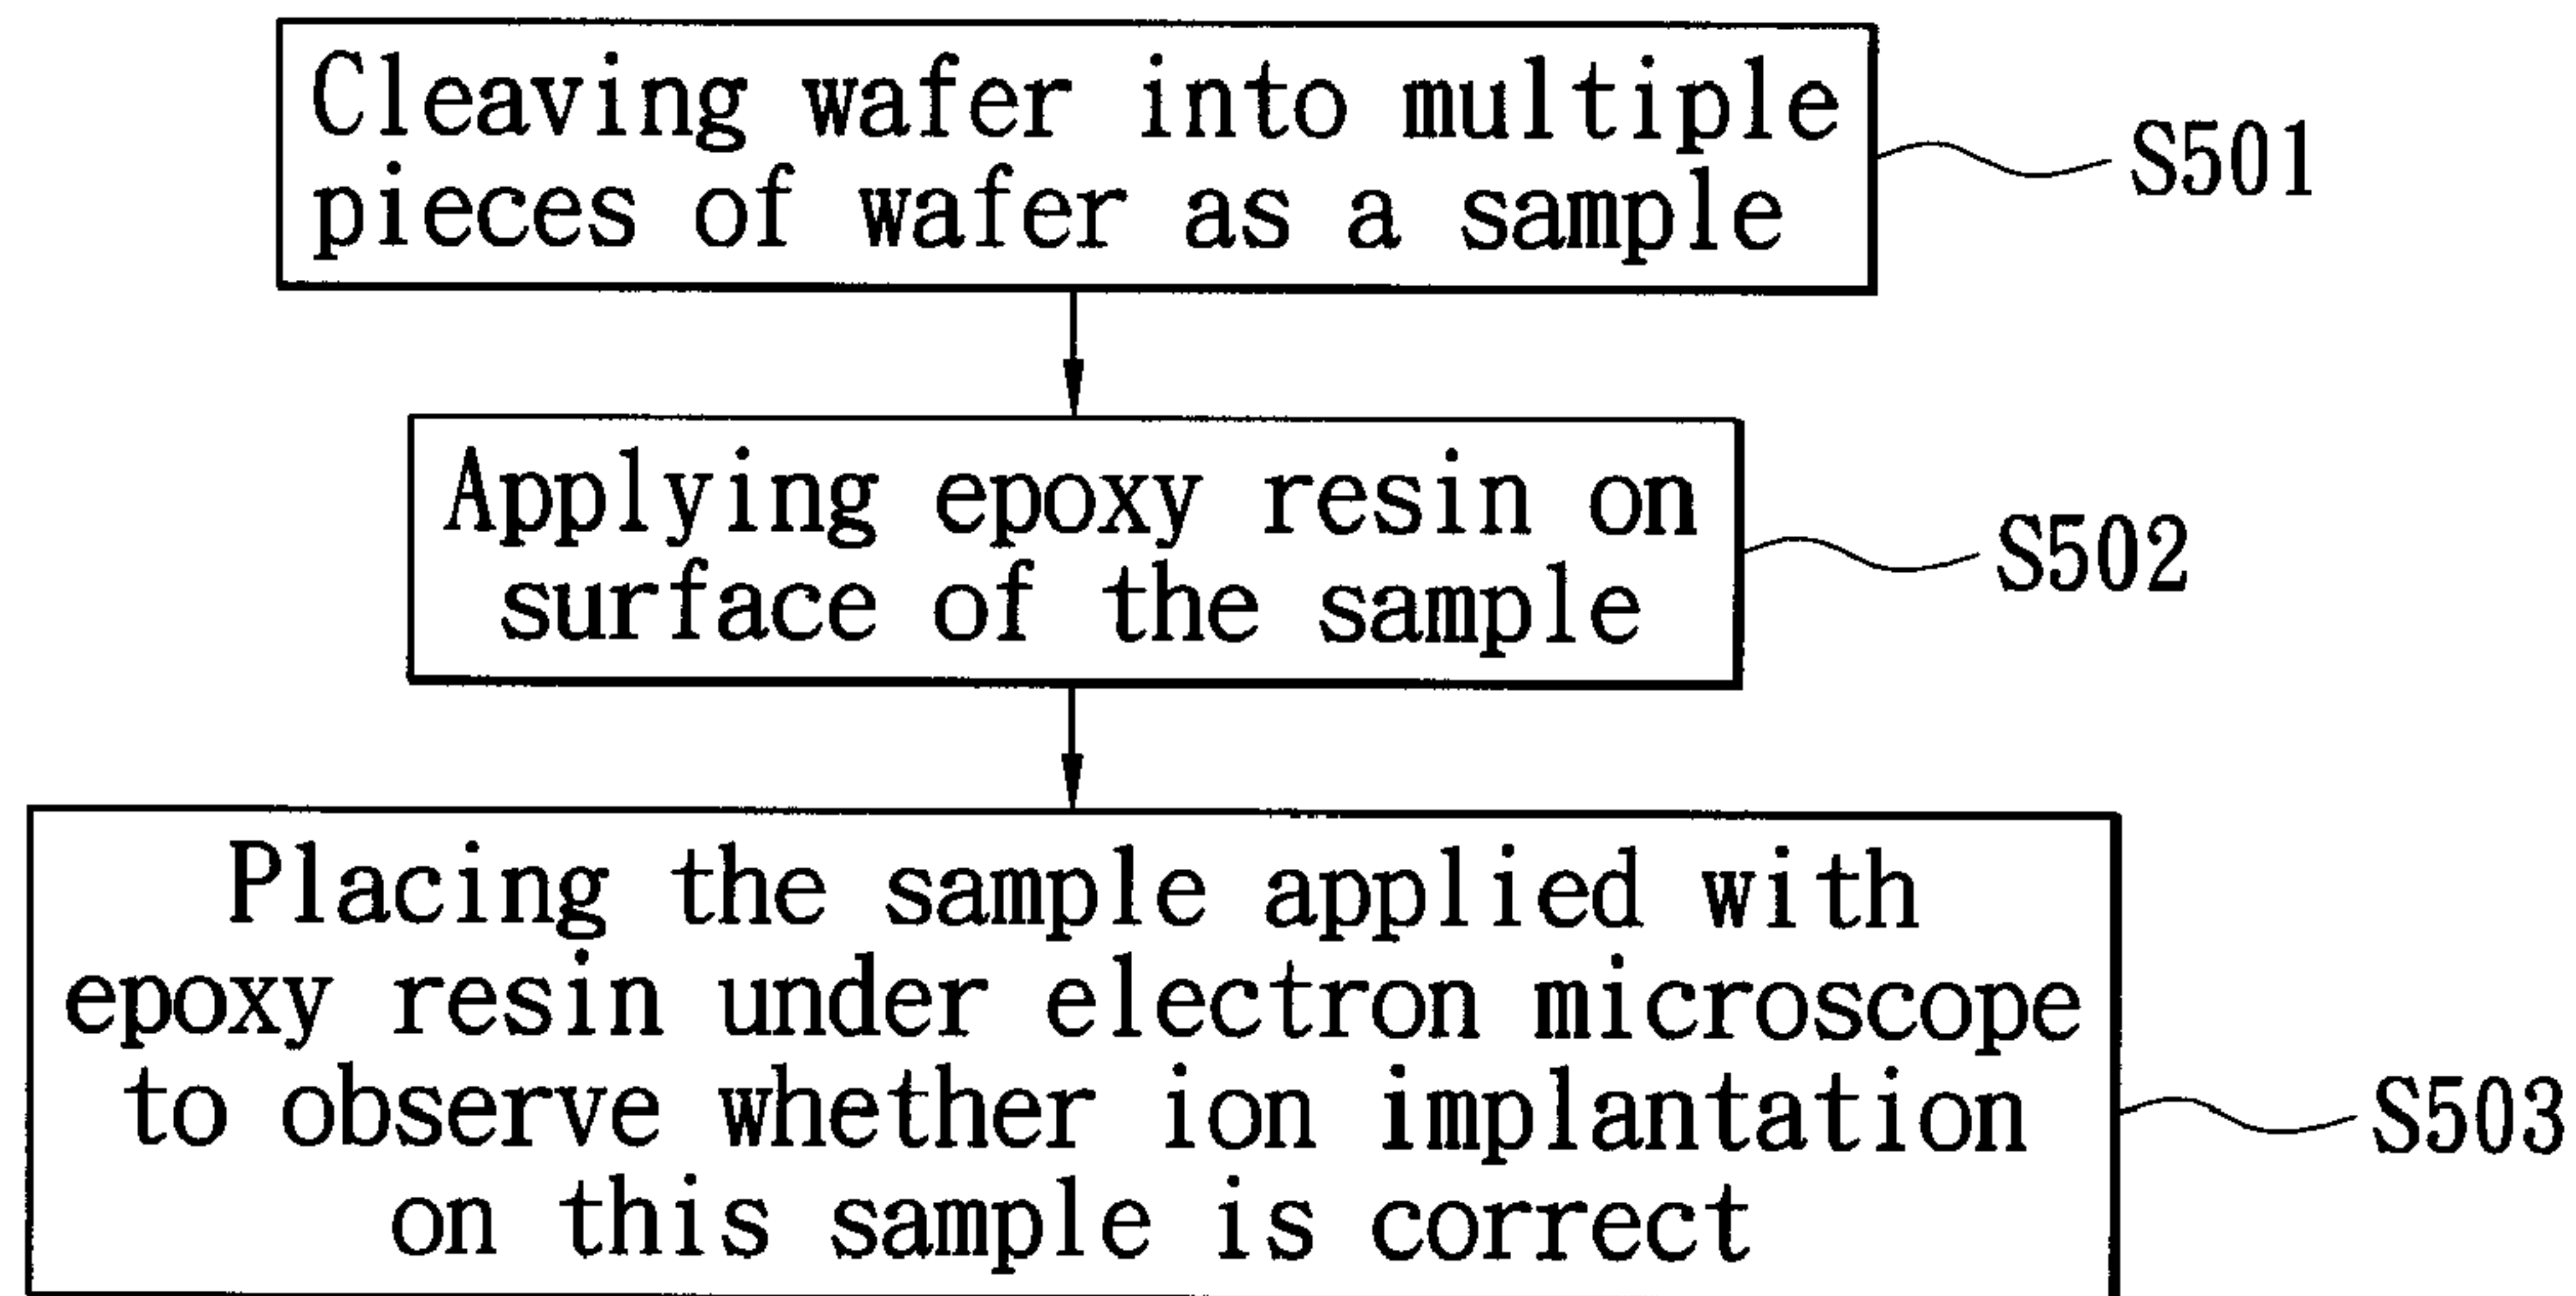 Cleaving wafer into multiple
pieces of wafer as a sample
S501
Applying epoxy resin on
surface of the sample
S502
Placing the sample applied with
epoxy resin under electron microscope
to observe whether ion implantation
on this sample is correct
S503